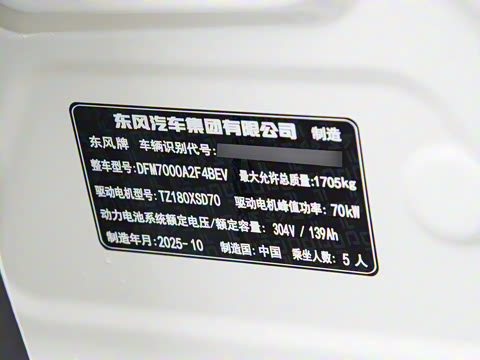 东风汽车集团有限公司 制造
东风牌 车辆识别代号:
整车型号:DFM7000A2F4BEV 最大允许总质量:1705kg
驱动电机型号:TZ180XSD70 驱动电机峰值功率: 70kW
动力电池系统额定电压/额定容量: 304V / 139Ah
制造年月:2025-10 制造国: 中国 乘坐人数: 5 人